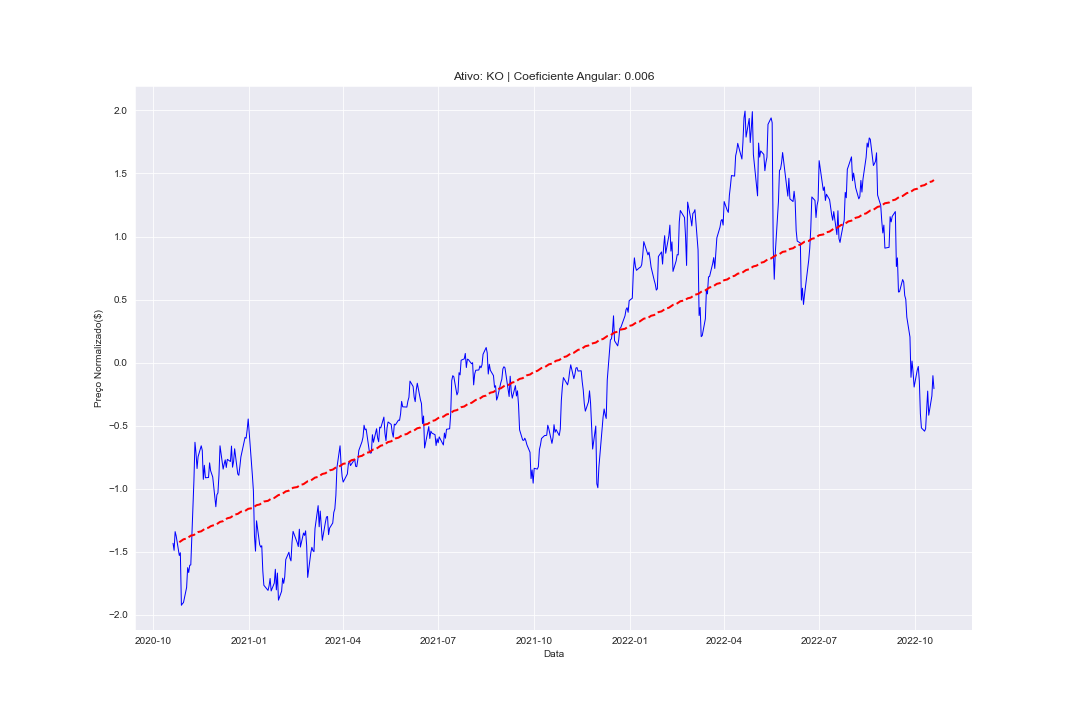 Ativo: KO | Coeficiente Angular: 0.006
Preço Normalizado($)
2.0
1.5
1.0
0.5
0.0
−0.5
−1.0
−1.5
−2.0
2020-10 2021-01 2021-04 2021-07 2021-10 2022-01 2022-04 2022-07 2022-10
Data